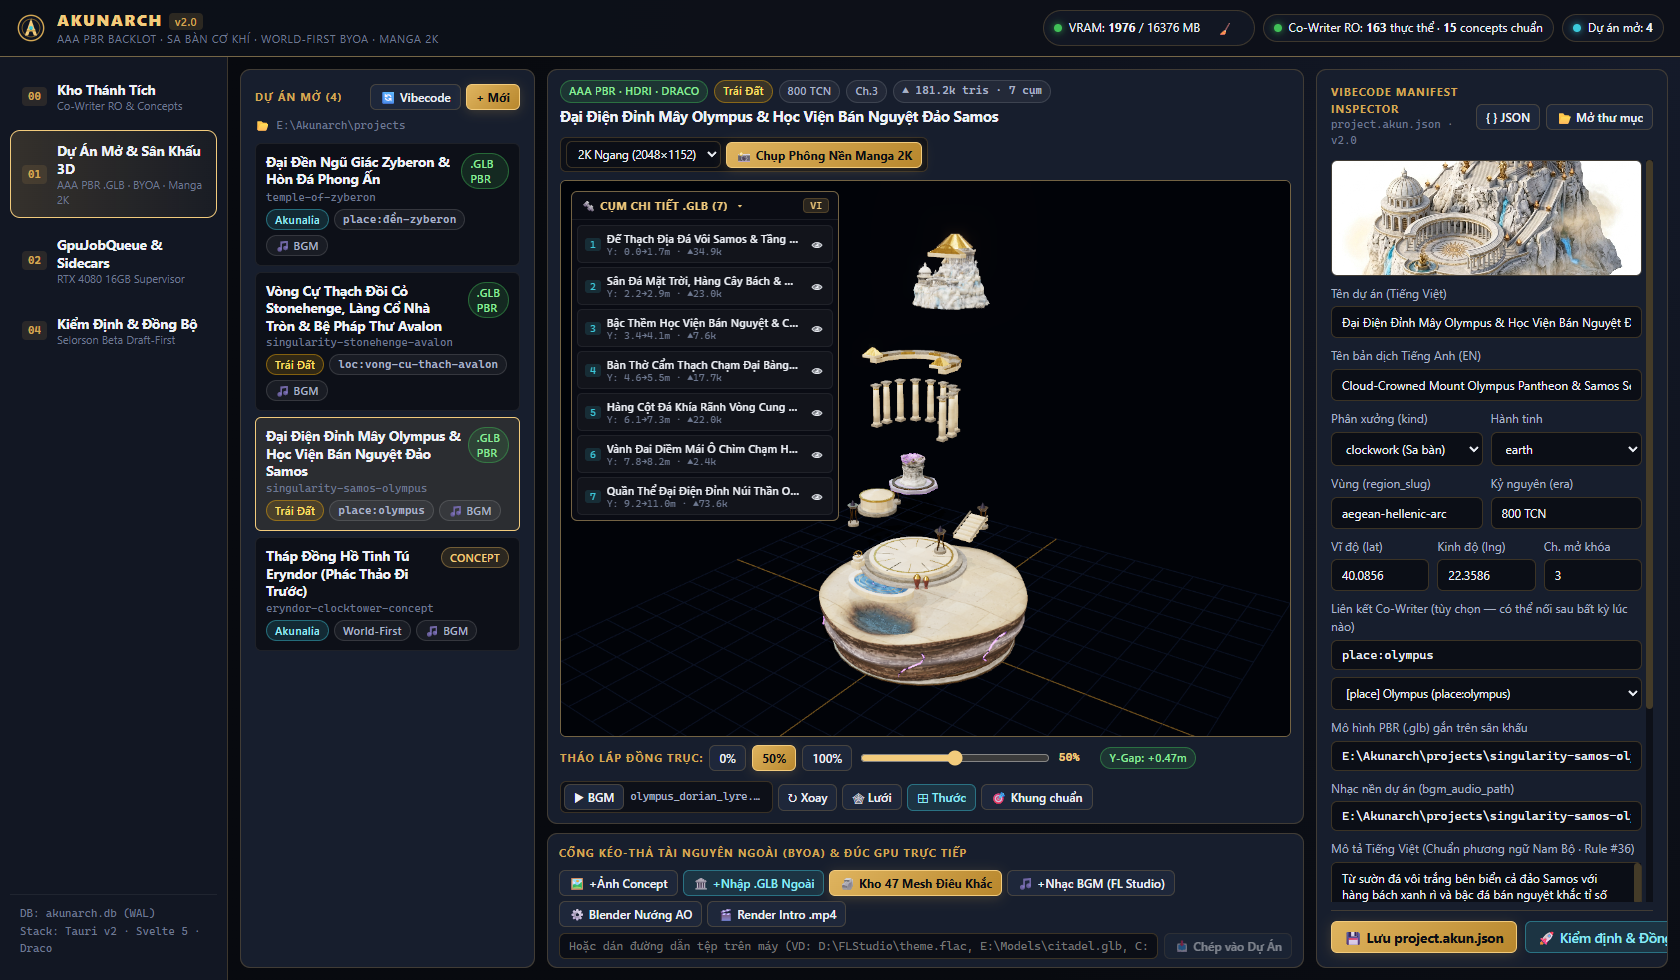 AKUNARCH v2.0
AAA PBR BACKLOT · SA BÀN CƠ KHÍ · WORLD-FIRST BYOA · MANGA 2K
VRAM: 1976 / 16376 MB
Co-Writer RO: 163 thực thể · 15 concepts chuẩn
Dự án mở: 4
00
Kho Thánh Tích
Co-Writer RO & Concepts
01
Dự Án Mở & Sân Khấu
3D
AAA PBR .GLB · BYOA · Manga
2K
02
GpuJobQueue &
Sidecars
RTX 4080 16GB Supervisor
04
Kiểm Định & Đồng Bộ
Selorson Beta Draft-First
DB: akunarch.db (WAL)
Stack: Tauri v2 · Svelte 5 ·
Draco
DỰ ÁN MỞ (4)
Vibecode
+ Mới
E:\Akunarch\projects
Đại Đền Ngũ Giác Zyberon &
Hòn Đá Phong Ấn
.GLB
PBR
temple-of-zyberon
Akunalia
place:đền-zyberon
BGM
Vòng Cự Thạch Đồi Cỏ
Stonehenge, Làng Cổ Nhà
Tròn & Bệ Pháp Thư Avalon
.GLB
PBR
singularity-stonehenge-avalon
Trái Đất
loc:vong-cu-thach-avalon
BGM
Đại Điện Đỉnh Mây Olympus &
Học Viện Bán Nguyệt Đảo
Samos
.GLB
PBR
singularity-samos-olympus
Trái Đất
place:olympus
BGM
Tháp Đồng Hồ Tinh Tú
Eryndor (Phác Thảo Đi
Trước)
CONCEPT
eryndor-clocktower-concept
Akunalia
World-First
BGM
AAA PBR · HDRI · DRACO
Trái Đất
800 TCN
Ch.3
▲ 181.2k tris · 7 cụm
Đại Điện Đỉnh Mây Olympus & Học Viện Bán Nguyệt Đảo Samos
2K Ngang (2048×1152)
Chụp Phông Nền Manga 2K
CỤM CHI TIẾT .GLB (7)
VI
1 Đế Thạch Địa Đá Vôi Samos & Tầng ...
Y: 0.0→1.7m · ▲34.9k
2 Sân Đá Mặt Trời, Hàng Cây Bách & ...
Y: 2.2→2.9m · ▲23.0k
3 Bậc Thềm Học Viện Bán Nguyệt & C...
Y: 3.4→4.1m · ▲7.6k
4 Bàn Thờ Cẩm Thạch Chạm Đại Bàng...
Y: 4.6→5.5m · ▲17.7k
5 Hàng Cột Đá Khía Rãnh Vòng Cung ...
Y: 6.1→7.3m · ▲22.0k
6 Vành Đai Diềm Mái Ô Chìm Chạm H...
Y: 7.8→8.2m · ▲2.4k
7 Quần Thể Đại Điện Đỉnh Núi Thần O...
Y: 9.2→11.0m · ▲73.6k
THÁO LẮP ĐỒNG TRỤC:
0%
50%
100%
50%
Y-Gap: +0.47m
▶ BGM
olympus_dorian_lyre...
↻ Xoay
Lưới
Thước
Khung chuẩn
CỔNG KÉO-THẢ TÀI NGUYÊN NGOÀI (BYOA) & ĐÚC GPU TRỰC TIẾP
+Ảnh Concept
+Nhập .GLB Ngoài
Kho 47 Mesh Điêu Khắc
+Nhạc BGM (FL Studio)
Blender Nướng AO
Render Intro .mp4
Hoặc dán đường dẫn tệp trên máy (VD: D:\FLStudio\theme.flac, E:\Models\citadel.glb, C:
Chép vào Dự Án
VIBECODE MANIFEST
INSPECTOR
project.akun.json ·
v2.0
{ } JSON
Mở thư mục
Tên dự án (Tiếng Việt)
Đại Điện Đỉnh Mây Olympus & Học Viện Bán Nguyệt Đ
Tên bản dịch Tiếng Anh (EN)
Cloud-Crowned Mount Olympus Pantheon & Samos Se
Phân xưởng (kind)
Hành tinh
clockwork (Sa bàn)
earth
Vùng (region_slug)
Kỷ nguyên (era)
aegean-hellenic-arc
800 TCN
Vĩ độ (lat)
Kinh độ (lng)
Ch. mở khóa
40.0856
22.3586
3
Liên kết Co-Writer (tùy chọn — có thể nối sau bất kỳ lúc
nào)
place:olympus
[place] Olympus (place:olympus)
Mô hình PBR (.glb) gắn trên sân khấu
E:\Akunarch\projects\singularity-samos-ol
Nhạc nền dự án (bgm_audio_path)
E:\Akunarch\projects\singularity-samos-ol
Mô tả Tiếng Việt (Chuẩn phương ngữ Nam Bộ · Rule #36)
Từ sườn đá vôi trắng bên biển cả đảo Samos với
hàng bách xanh rì và bậc đá bán nguyệt khắc tỉ số
Lưu project.akun.json
Kiểm định & Đồng